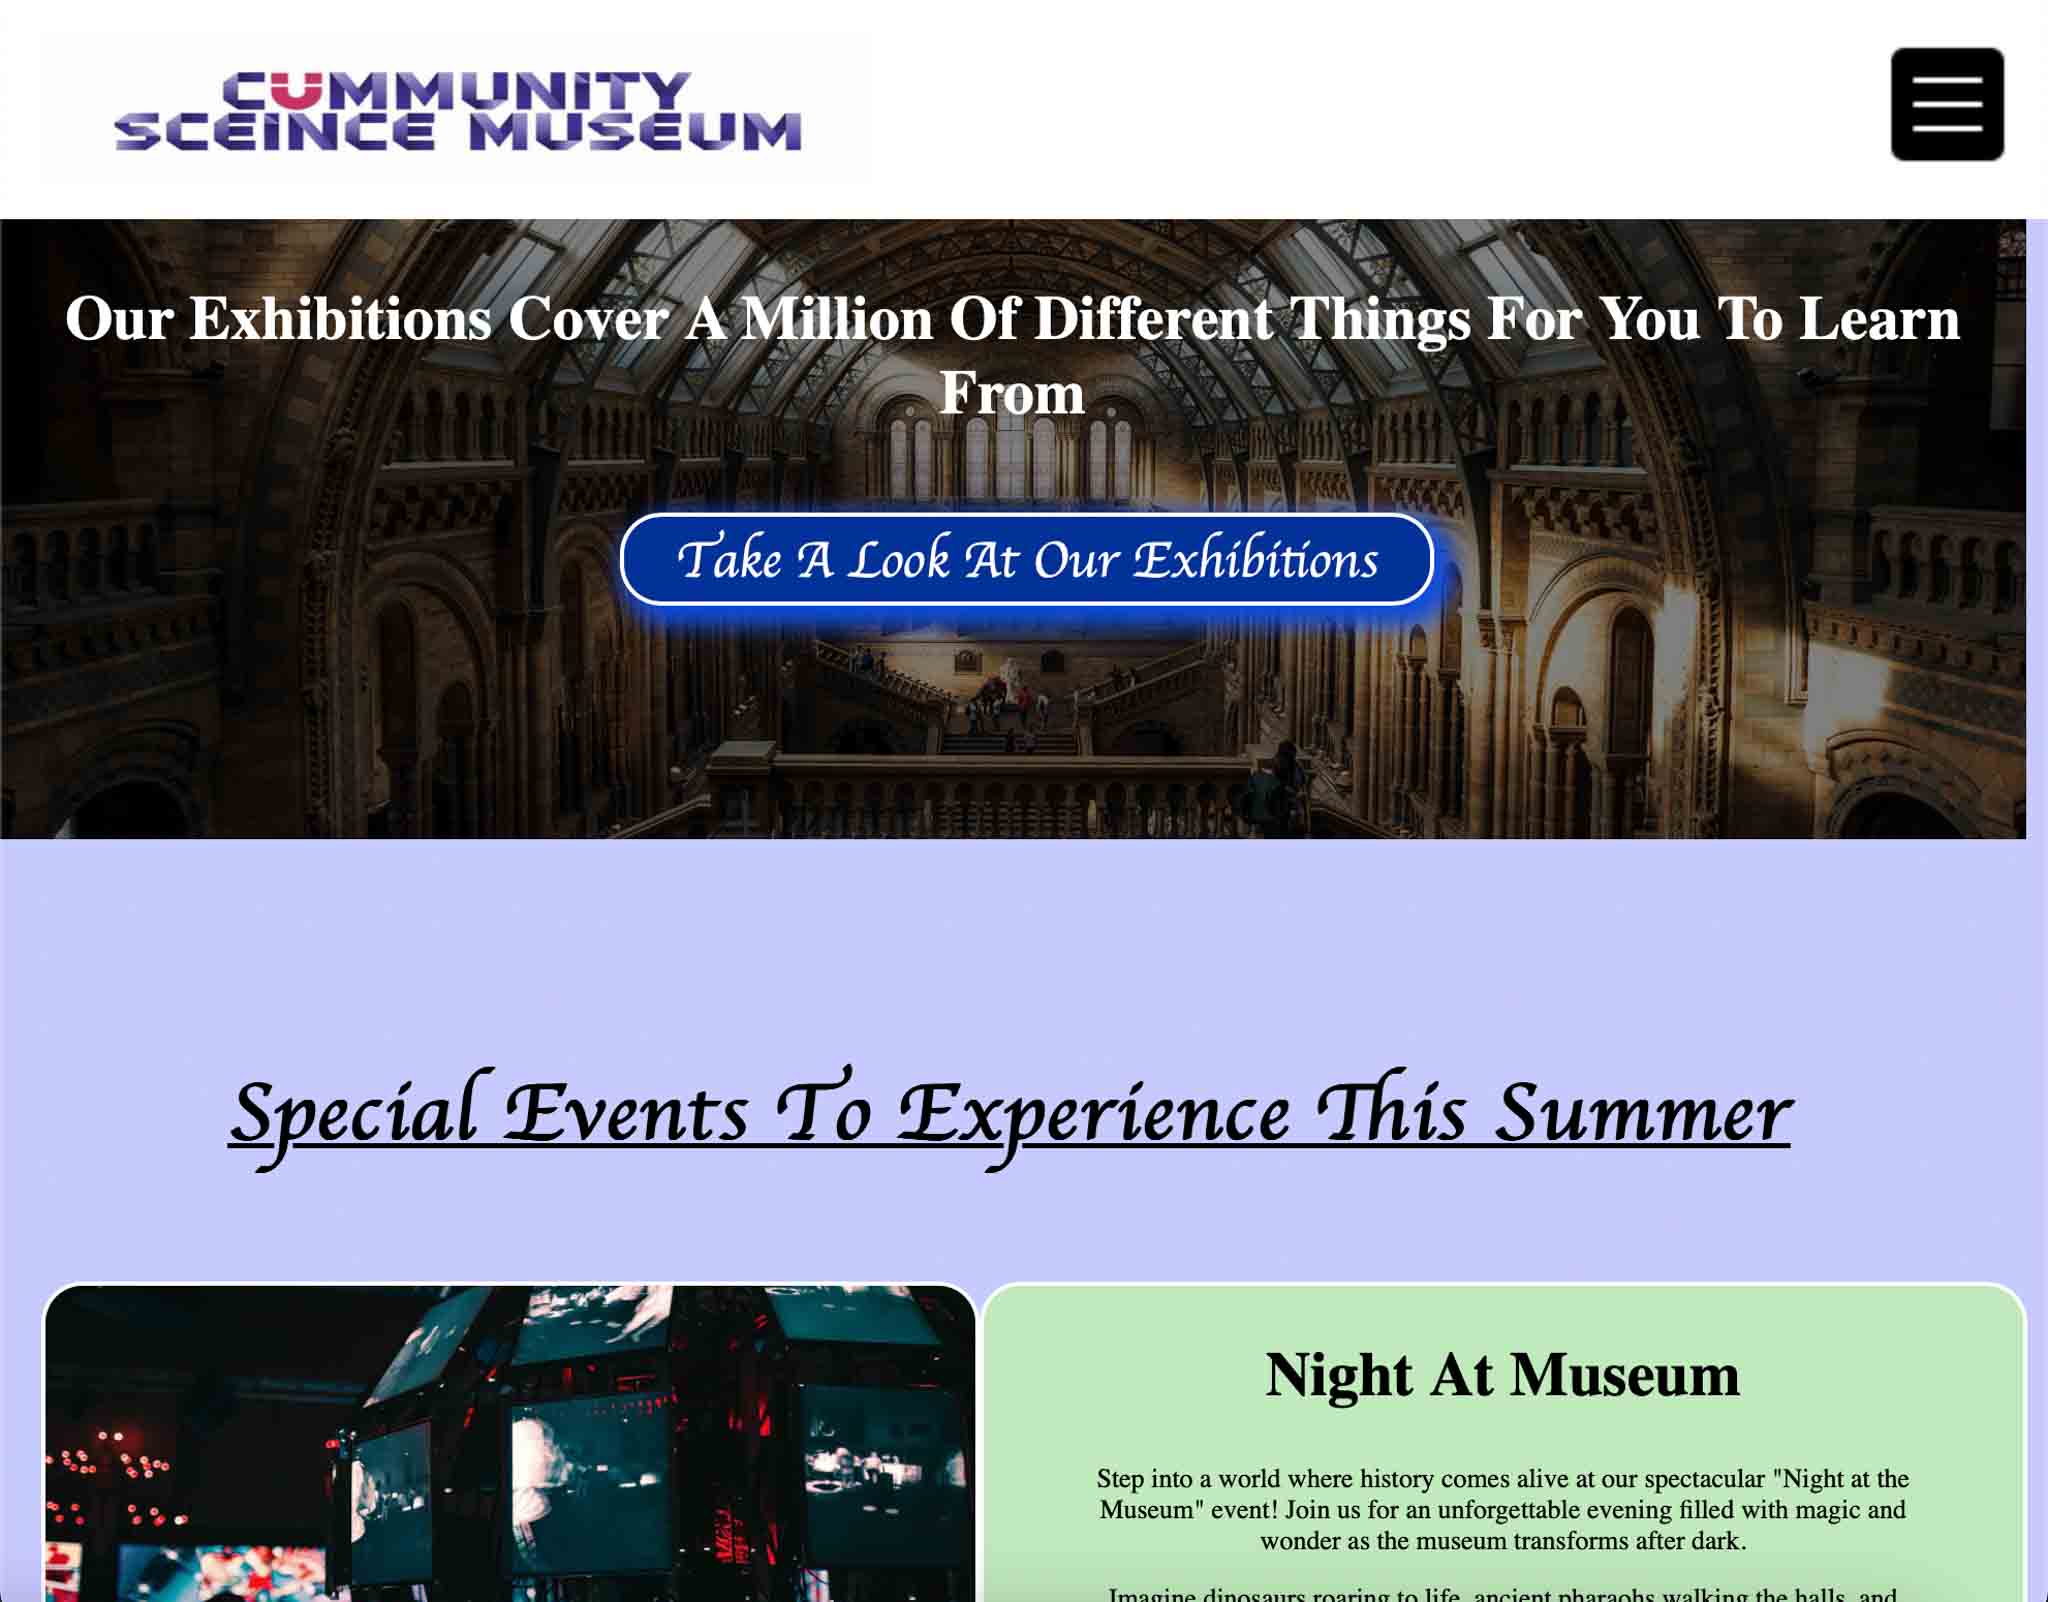 CUMMUNITY
SCEINCE MUSEUM
Our Exhibitions Cover A Million Of Different Things For You To Learn
From
Take A Look At Our Exhibitions
Special Events To Experience This Summer
Night At Museum
Step into a world where history comes alive at our spectacular "Night at the
Museum" event! Join us for an unforgettable evening filled with magic and
wonder as the museum transforms after dark.
Imagine dinosaurs roaring to life, ancient pharaohs walking the halls, and